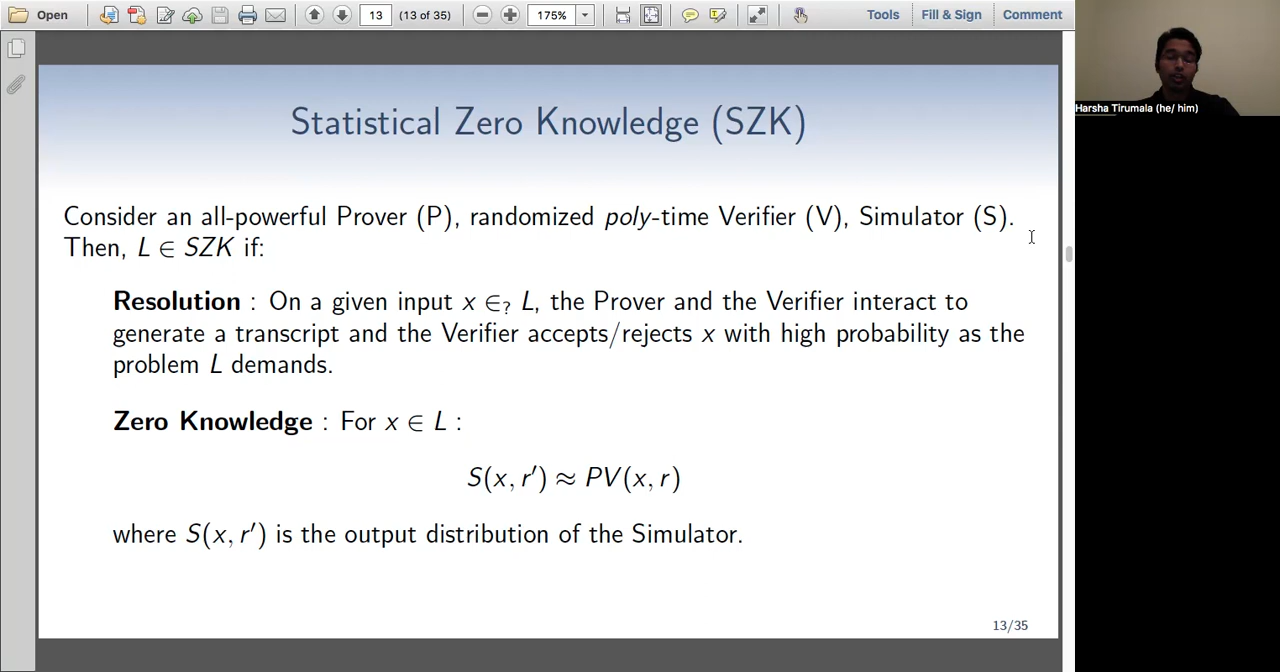 Open
13
(13 of 35)
175%
Tools
Fill & Sign
Comment
Harsha Tirumala (he/ him)
Statistical Zero Knowledge (SZK)
Consider an all-powerful Prover (P), randomized poly-time Verifier (V), Simulator (S).
Then, L ∈ SZK if:
Resolution : On a given input x ∈? L, the Prover and the Verifier interact to
generate a transcript and the Verifier accepts/rejects x with high probability as the
problem L demands.
Zero Knowledge : For x ∈ L :
S(x, r′) ≈ PV(x, r)
where S(x, r′) is the output distribution of the Simulator.
13/35